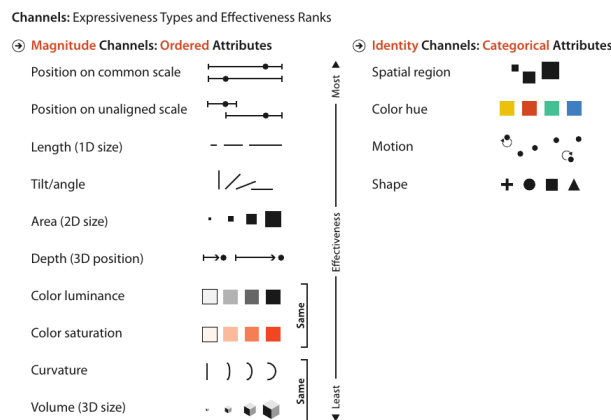 Channels: Expressiveness Types and Effectiveness Ranks
Magnitude Channels: Ordered Attributes
Position on common scale
Position on unaligned scale
Length (1D size)
Tilt/angle
Area (2D size)
Depth (3D position)
Color luminance
Color saturation
Curvature
Volume (3D size)
Same
Same
Most
Effectiveness
Least
Identity Channels: Categorical Attributes
Spatial region
Color hue
Motion
Shape